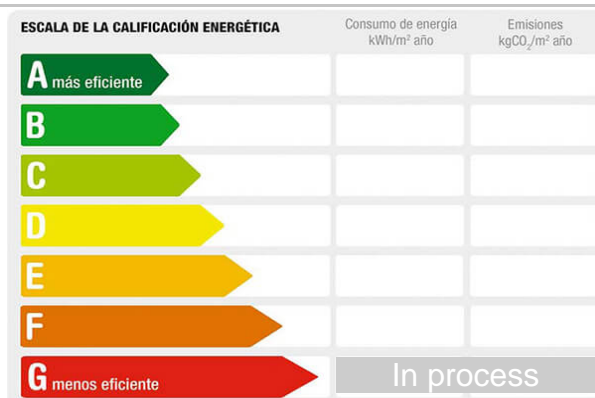 ESCALA DE LA CALIFICACIÓN ENERGÉTICA
Consumo de energía
kWh/m² año
Emisiones
kgCO₂/m² año
A más eficiente
B
C
D
E
F
G menos eficiente
In process